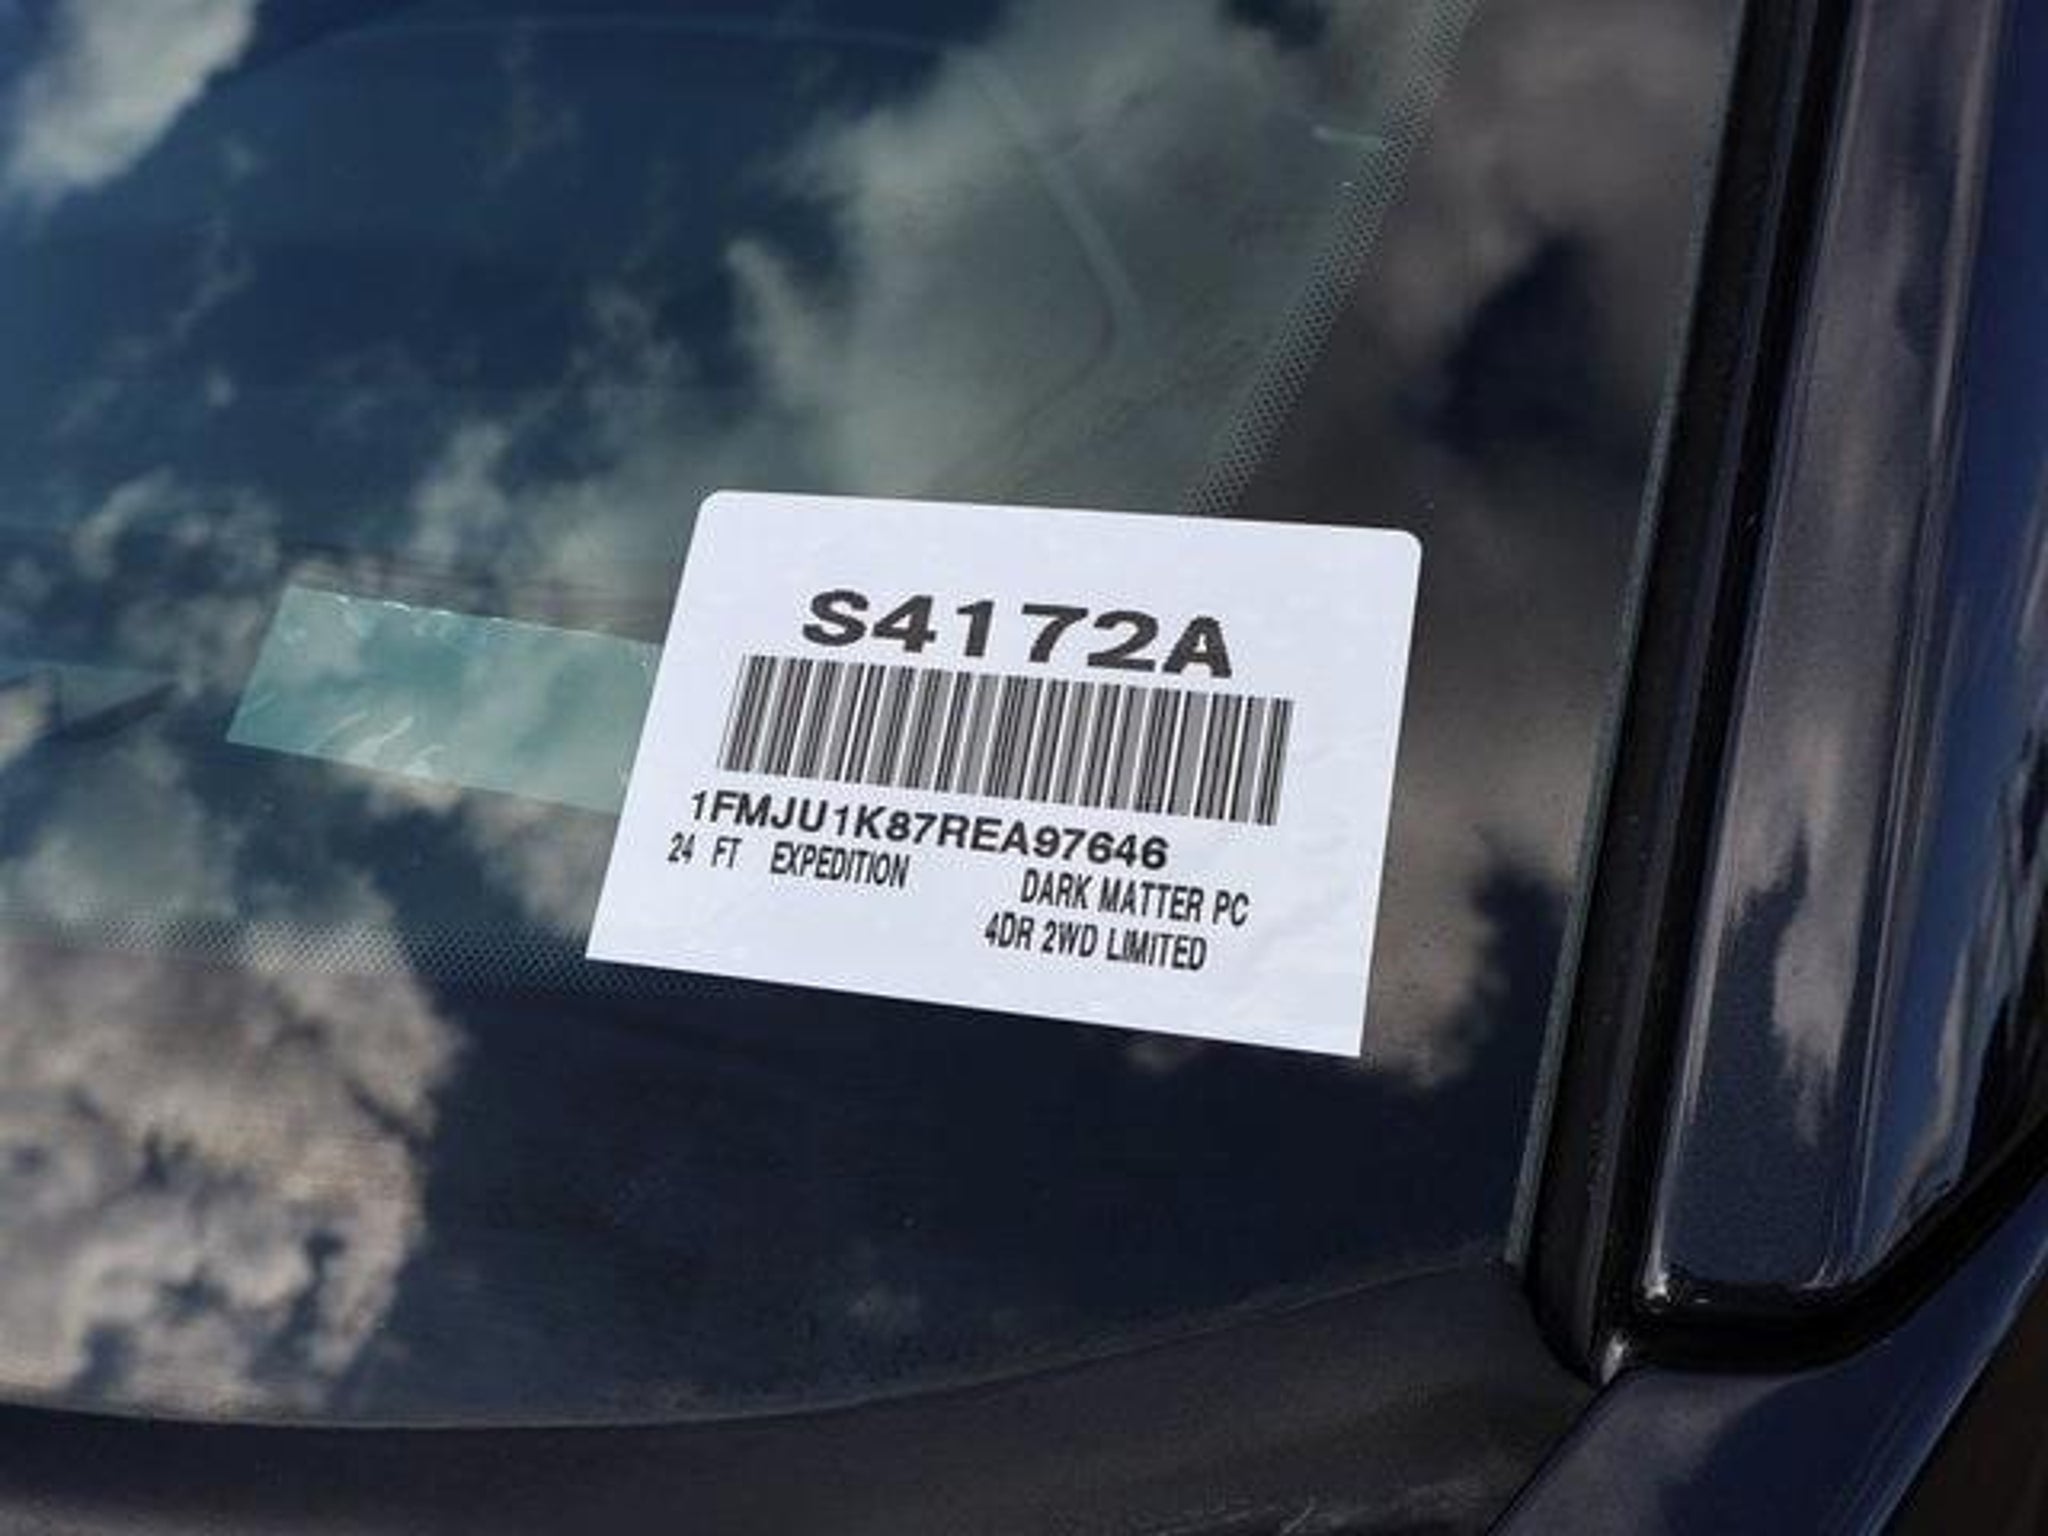 S4172A
1FMJU1K87REA97646
24 FT EXPEDITION DARK MATTER PC
4DR 2WD LIMITED